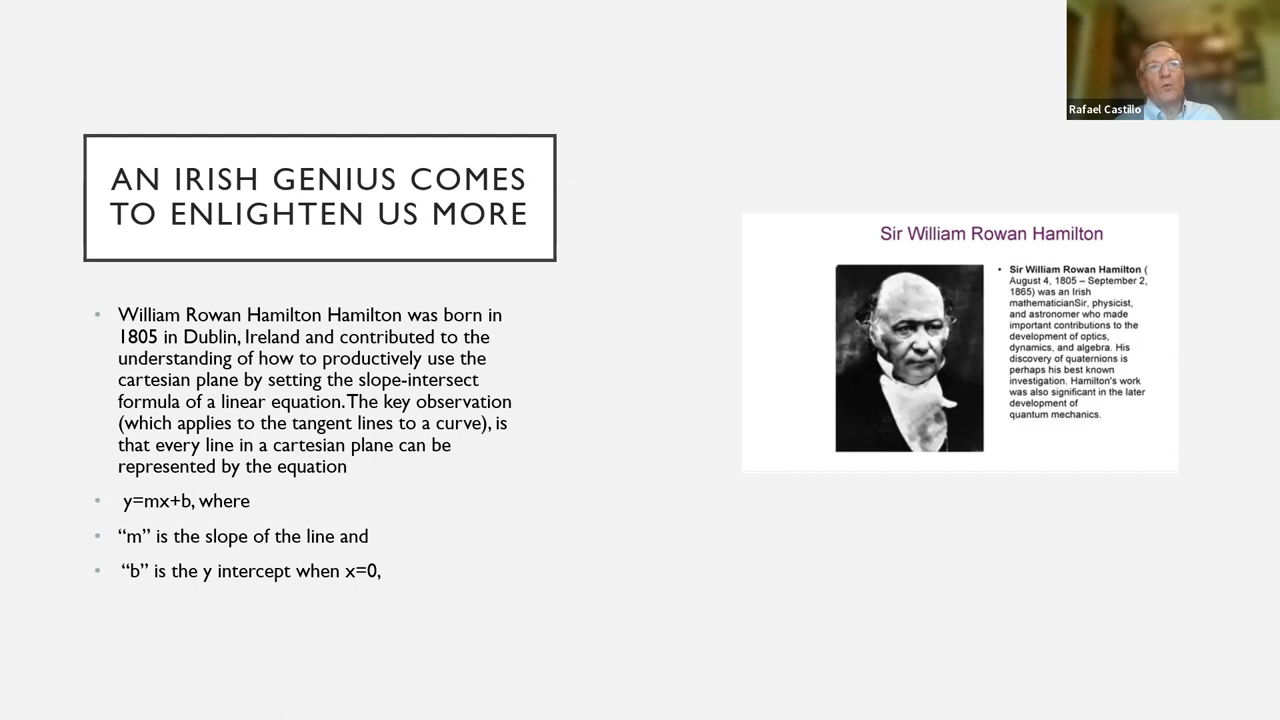 Rafael Castillo
AN IRISH GENIUS COMES
TO ENLIGHTEN US MORE
• William Rowan Hamilton Hamilton was born in
1805 in Dublin, Ireland and contributed to the
understanding of how to productively use the
cartesian plane by setting the slope-intersect
formula of a linear equation. The key observation
(which applies to the tangent lines to a curve), is
that every line in a cartesian plane can be
represented by the equation
• y=mx+b, where
• “m” is the slope of the line and
• “b” is the y intercept when x=0,
Sir William Rowan Hamilton
• Sir William Rowan Hamilton (
August 4, 1805 – September 2,
1865) was an Irish
mathematicianSir, physicist,
and astronomer who made
important contributions to the
development of optics,
dynamics, and algebra. His
discovery of quaternions is
perhaps his best known
investigation. Hamilton's work
was also significant in the later
development of
quantum mechanics.